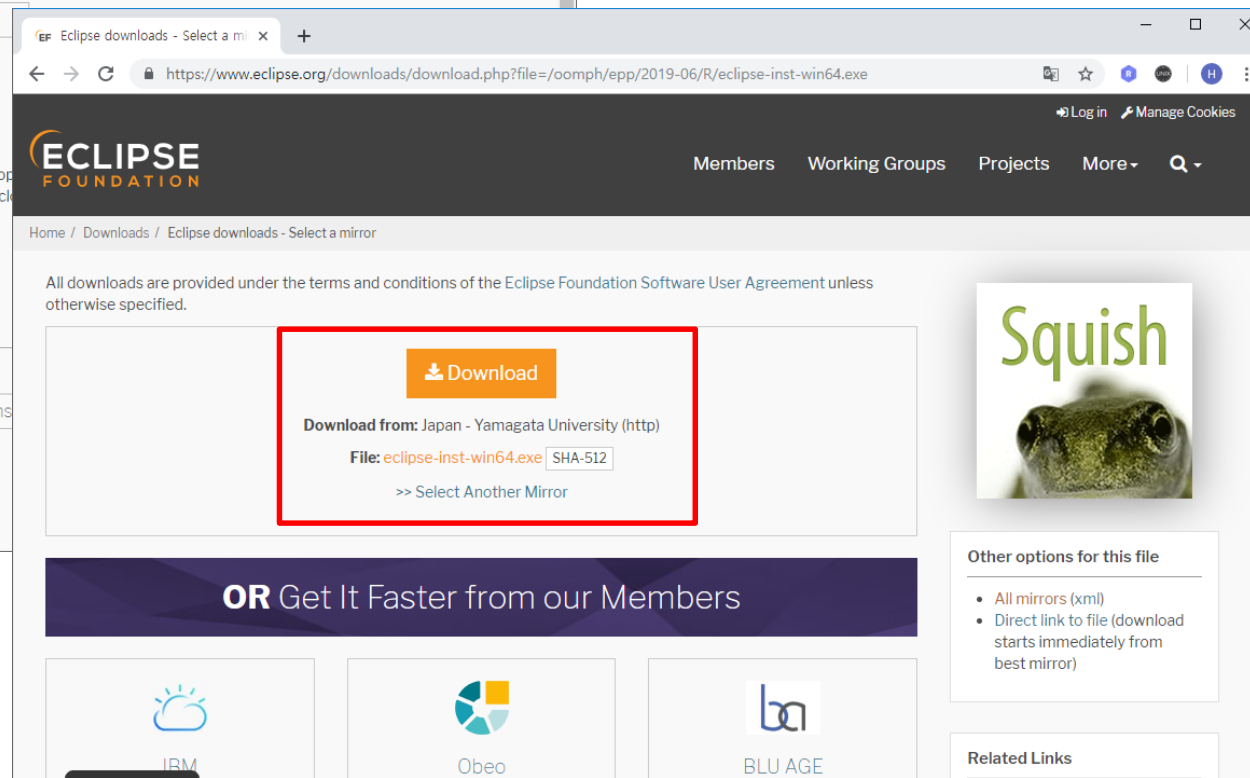 EF Eclipse downloads - Select a mi
https://www.eclipse.org/downloads/download.php?file=/oomph/epp/2019-06/R/eclipse-inst-win64.exe
R
UNIX
H
Log in
Manage Cookies
ECLIPSE
FOUNDATION
Members
Working Groups
Projects
More
Home / Downloads / Eclipse downloads - Select a mirror
All downloads are provided under the terms and conditions of the Eclipse Foundation Software User Agreement unless
otherwise specified.
Download
Download from: Japan - Yamagata University (http)
File: eclipse-inst-win64.exe SHA-512
>> Select Another Mirror
OR Get It Faster from our Members
IBM
Obeo
ba
BLU AGE
Squish
Other options for this file
All mirrors (xml)
Direct link to file (download
starts immediately from
best mirror)
Related Links